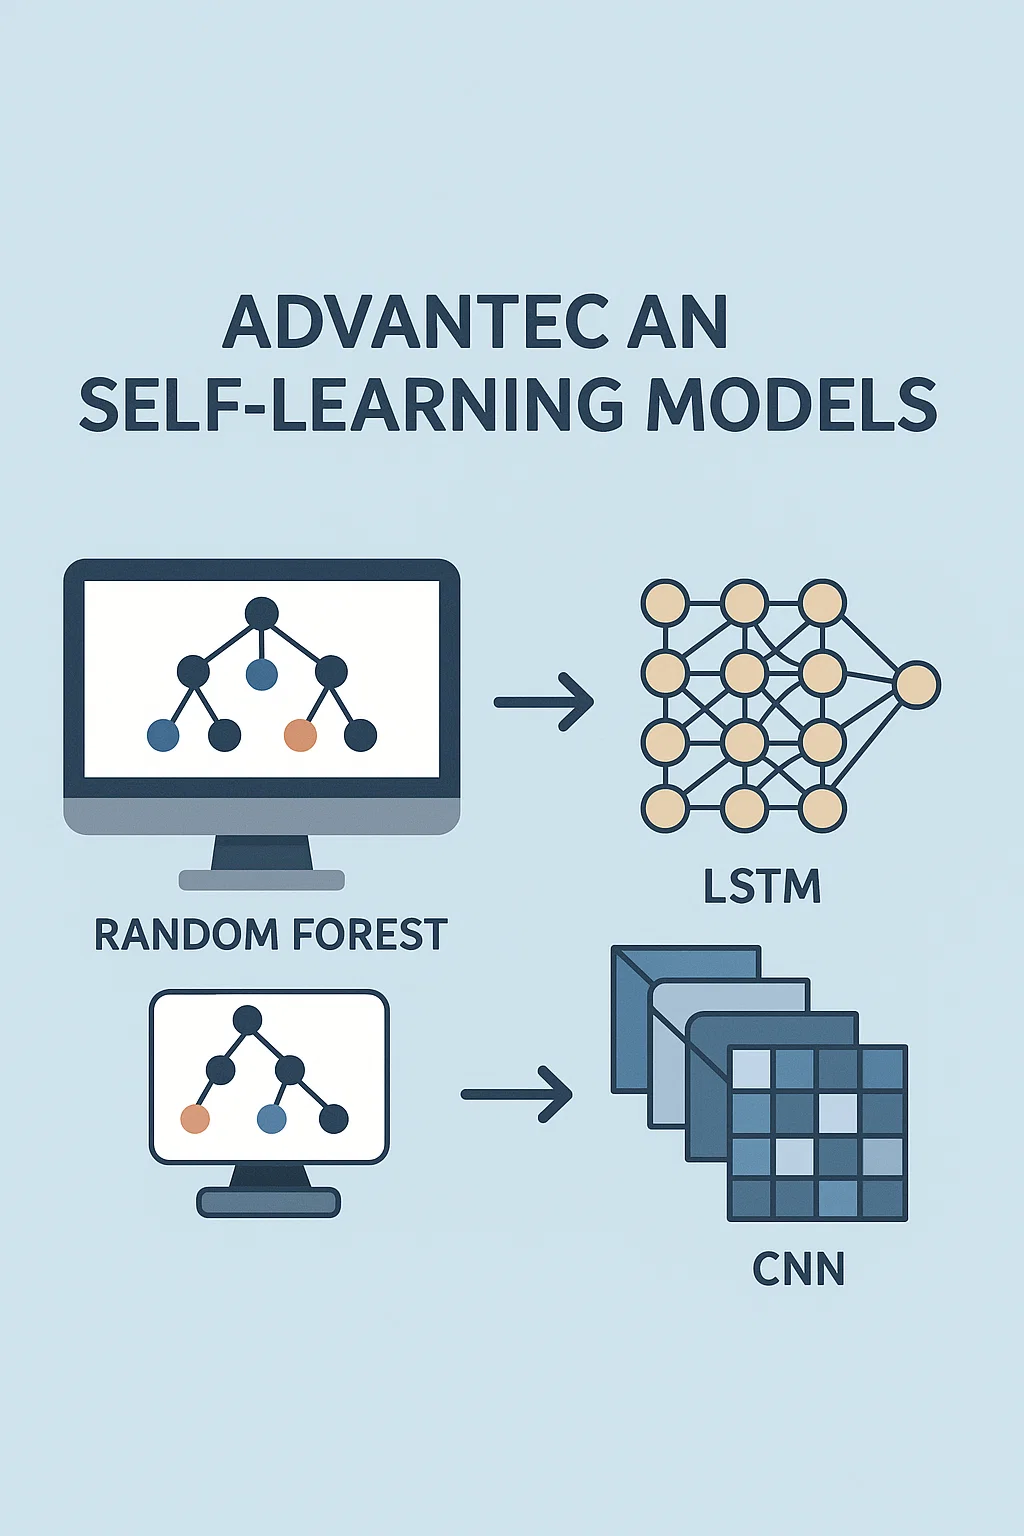 ADVANTEC AN
SELF-LEARNING MODELS
RANDOM FOREST
LSTM
CNN